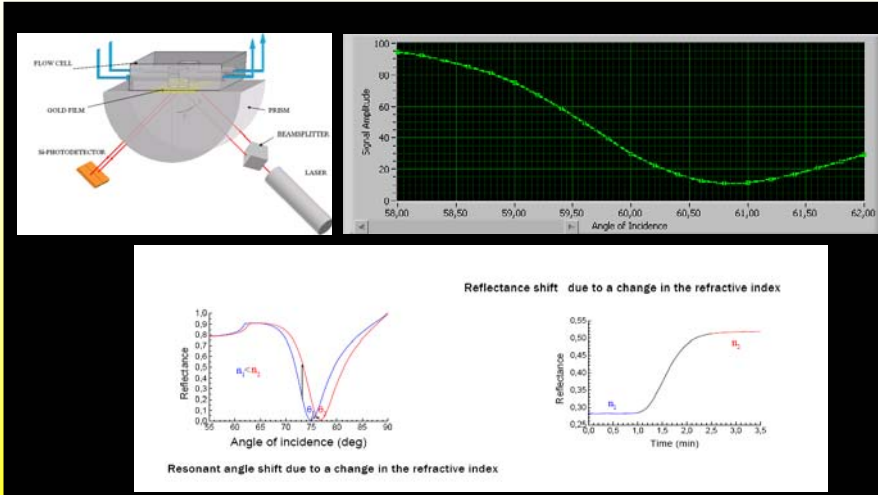 FLOW CELL
GOLD FILM
PRISM
BEAMSPLITTER
Si-PHOTODETECTOR
LASER
Signal Amplitude
100
80
60
40
20
0
58,00 58,50 59,00 59,50 60,00 60,50 61,00 61,50 62,00
Angle of Incidence
Reflectance shift due to a change in the refractive index
Reflectance
1,0
0,9
0,8
0,7
0,6
0,5
0,4
0,3
0,2
0,1
0,0
n₁<n₂
θ₁ θ₂
55 60 65 70 75 80 85 90
Angle of incidence (deg)
Reflectance
0,55
0,50
0,45
0,40
0,35
0,30
0,25
n₁
n₂
0,0 0,5 1,0 1,5 2,0 2,5 3,0 3,5
Time (min)
Resonant angle shift due to a change in the refractive index